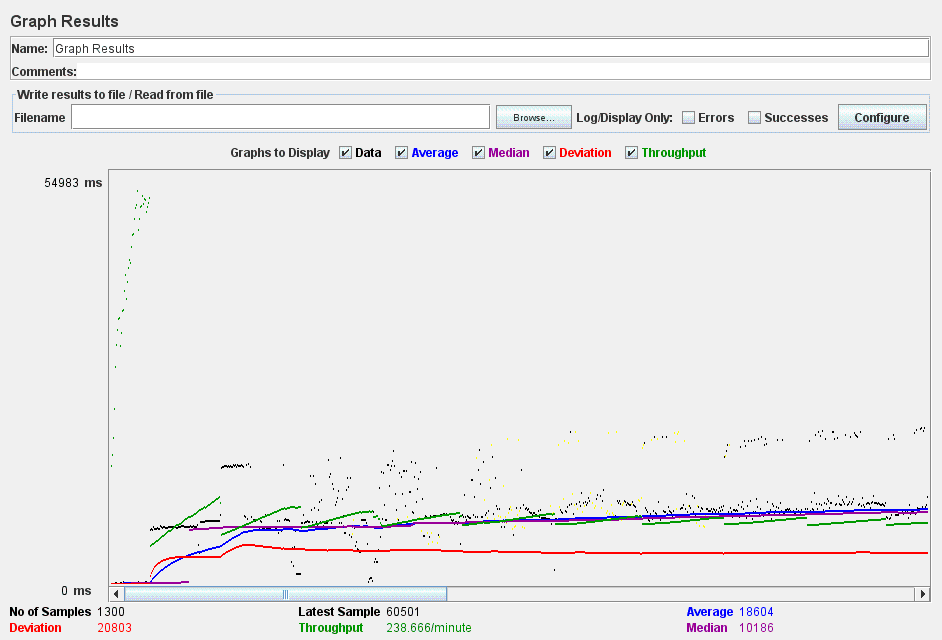 Graph Results
Name: Graph Results
Comments:
Write results to file / Read from file
Filename Browse... Log/Display Only: Errors Successes Configure
Graphs to Display Data Average Median Deviation Throughput
54983 ms
0 ms
No of Samples 1300 Latest Sample 60501 Average 18604
Deviation 20803 Throughput 238.666/minute Median 10186